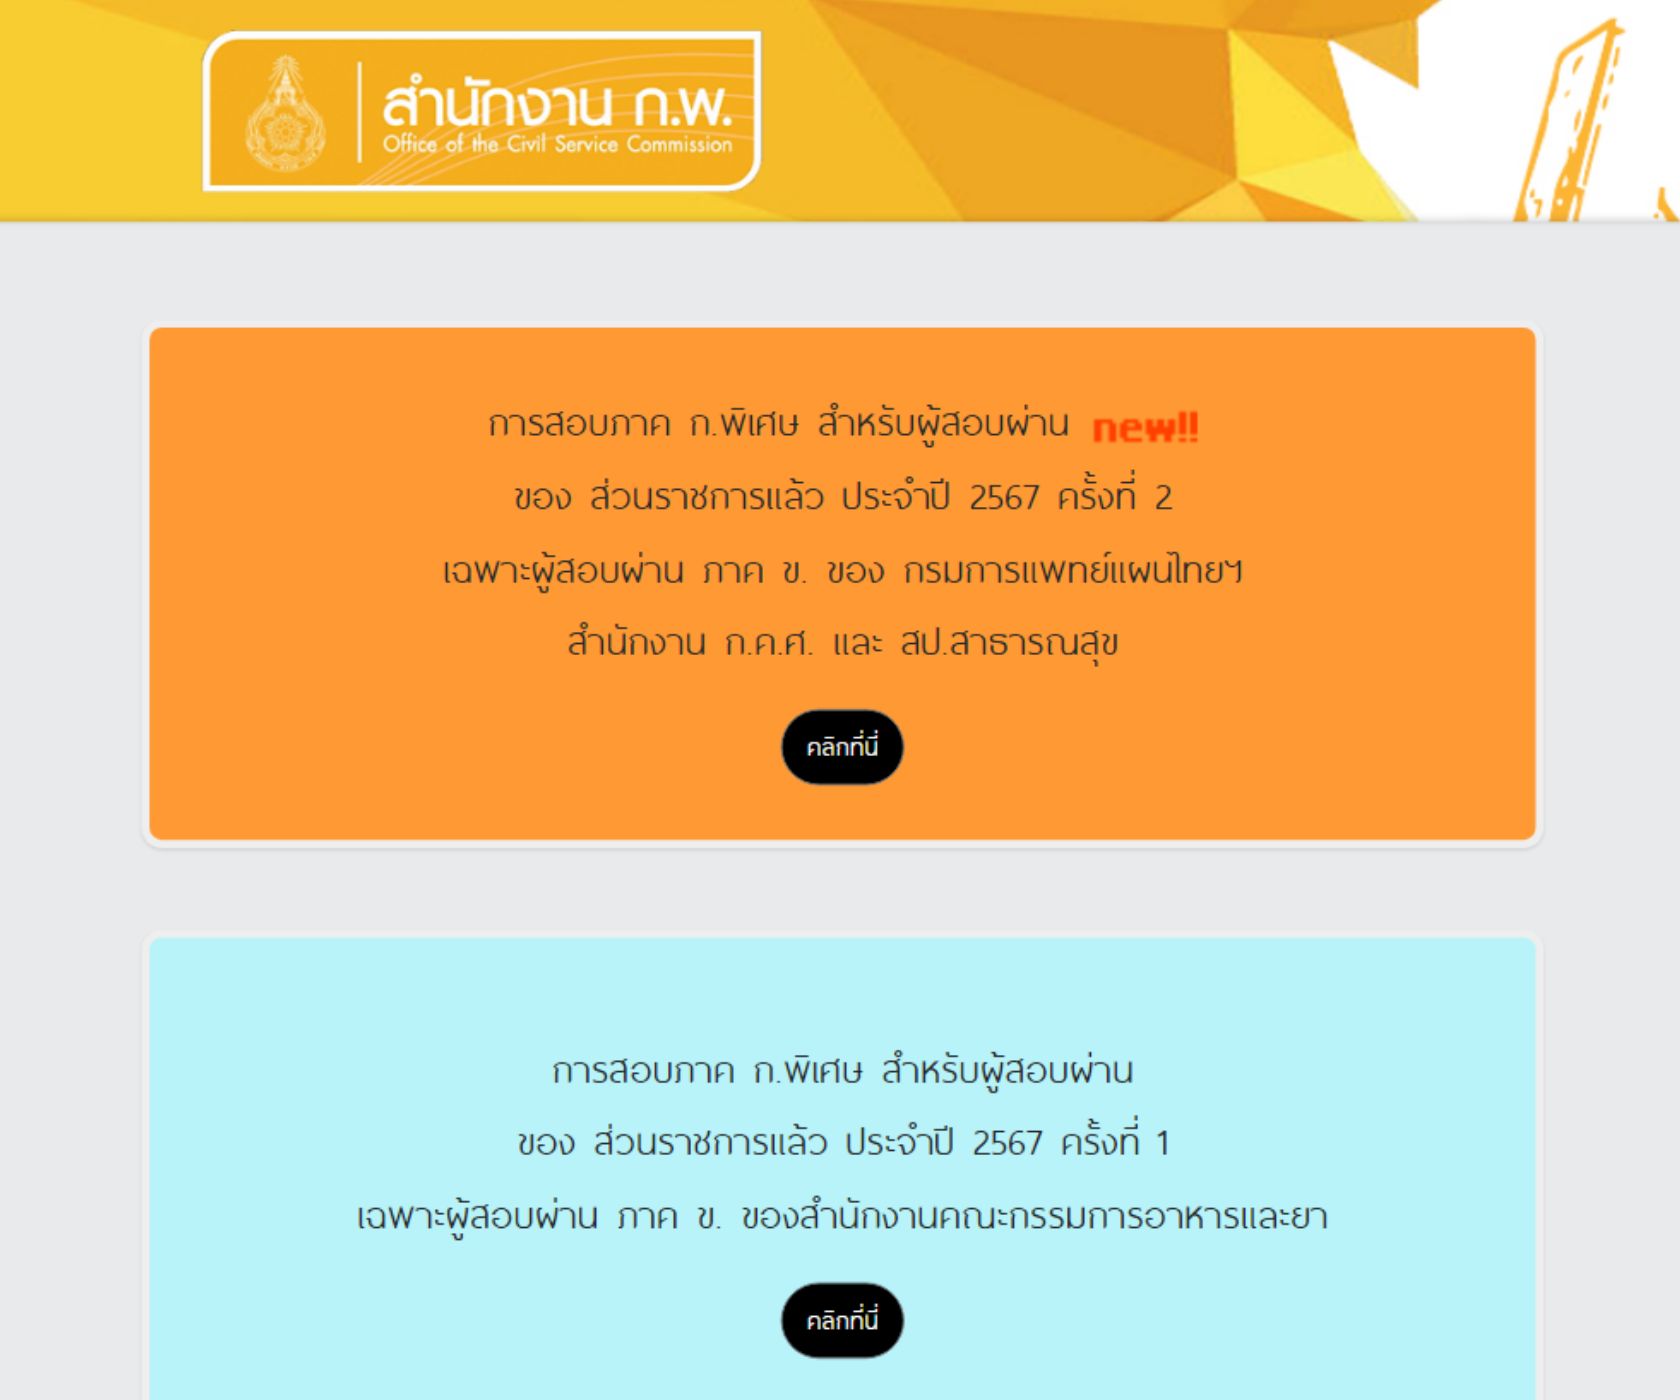 สำนักงาน ก.พ.
Office of the Civil Service Commission
การสอบภาค ก.พิเศษ สำหรับผู้สอบผ่าน new!!
ของ ส่วนราชการแล้ว ประจำปี 2567 ครั้งที่ 2
เฉพาะผู้สอบผ่าน ภาค ข. ของ กรมการแพทย์แผนไทยฯ
สำนักงาน ก.ค.ศ. และ สป.สาธารณสุข
คลิกที่นี่
การสอบภาค ก.พิเศษ สำหรับผู้สอบผ่าน
ของ ส่วนราชการแล้ว ประจำปี 2567 ครั้งที่ 1
เฉพาะผู้สอบผ่าน ภาค ข. ของสำนักงานคณะกรรมการอาหารและยา
คลิกที่นี่